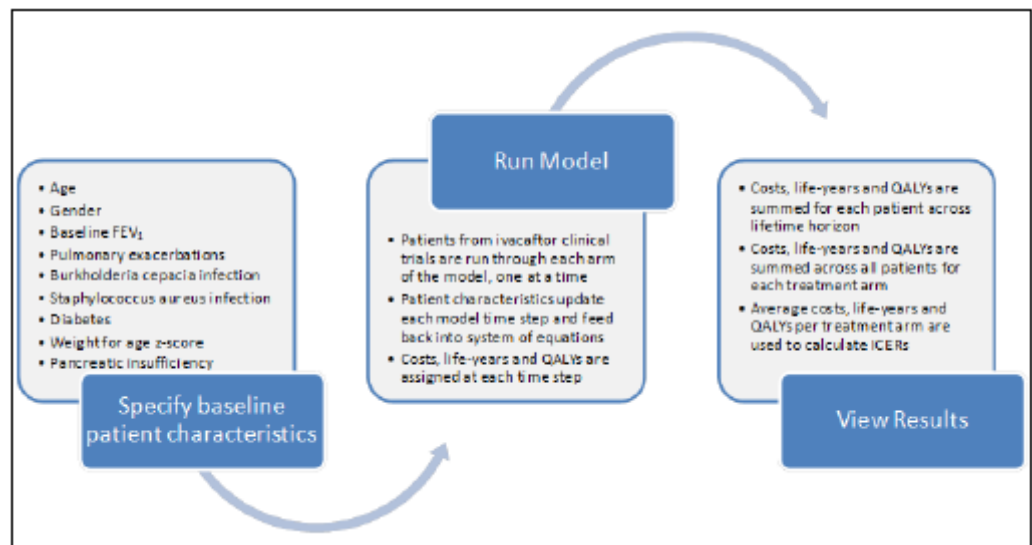 • Age
• Gender
• Baseline FEV₁
• Pulmonary exacerbations
• Burkholderia cepacia infection
• Staphylococcus aureus infection
• Diabetes
• Weight for age z-score
• Pancreatic insufficiency
Specify baseline
patient characteristics
Run Model
• Patients from ivacaftor clinical
trials are run through each arm
of the model, one at a time
• Patient characteristics update
each model time step and feed
back into system of equations
• Costs, life-years and QALYs are
assigned at each time step
• Costs, life-years and QALYs are
summed for each patient across
lifetime horizon
• Costs, life-years and QALYs are
summed across all patients for
each treatment arm
• Average costs, life-years and
QALYs per treatment arm are
used to calculate ICERs
View Results